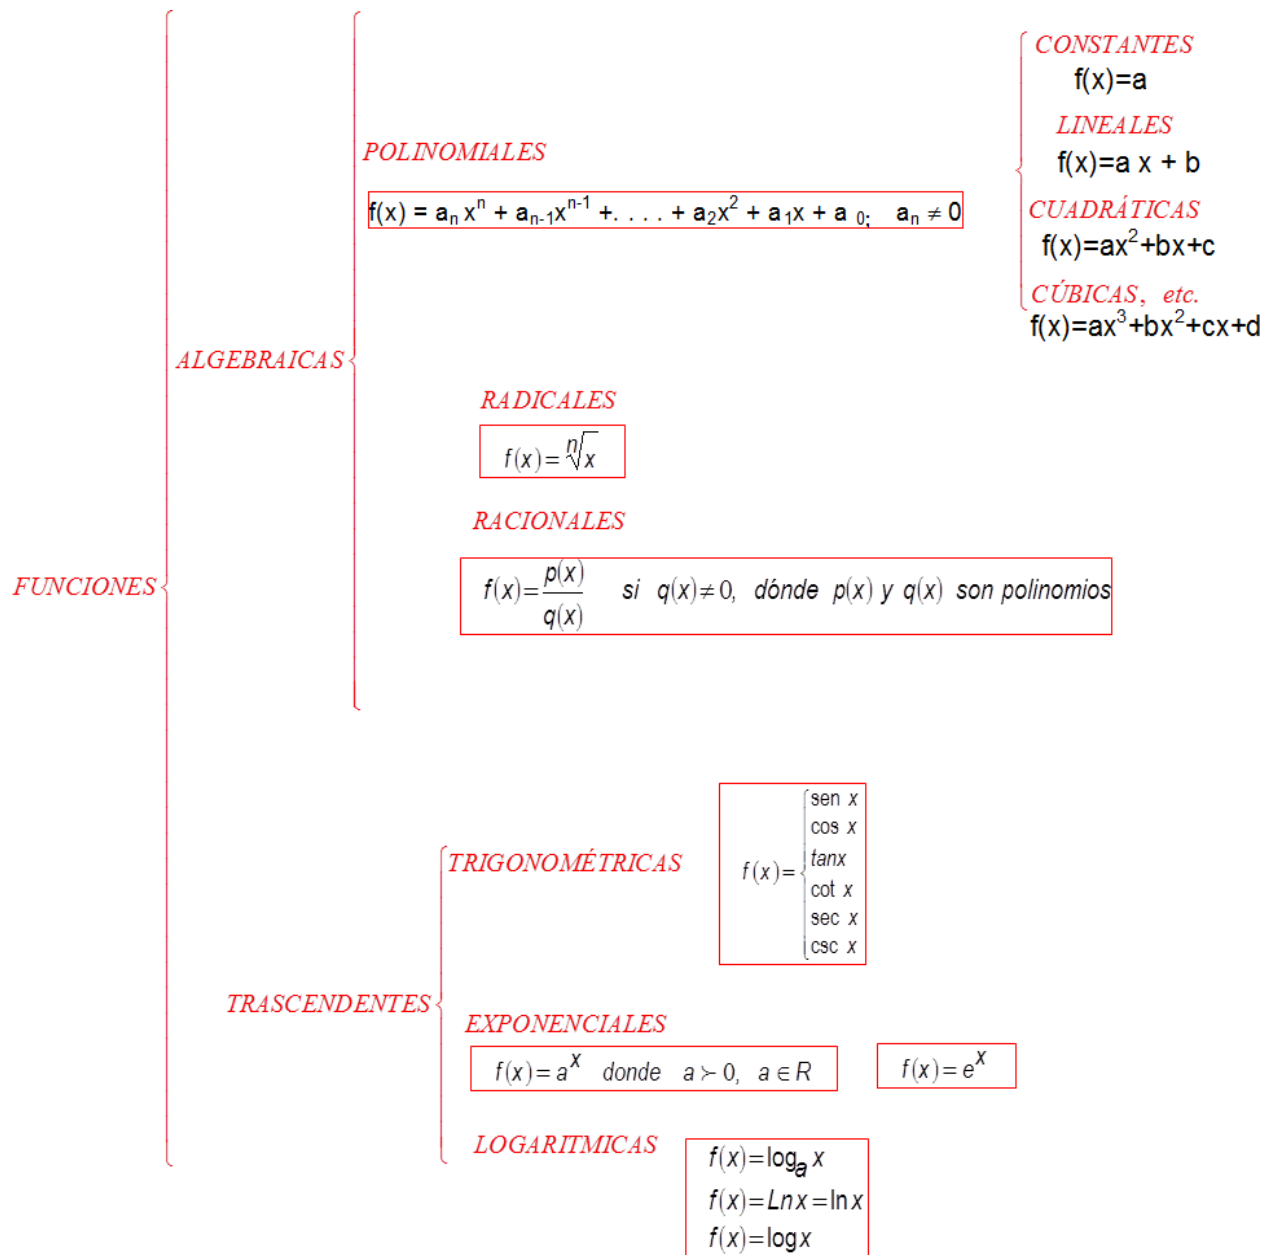 FUNCIONES
ALGEBRAICAS
POLINOMIALES
f(x) = aₙ xⁿ + aₙ₋₁xⁿ⁻¹ +. . . . + a₂x² + a₁x + a ₀; aₙ ≠ 0
CONSTANTES
f(x)=a
LINEALES
f(x)=a x + b
CUADRÁTICAS
f(x)=ax²+bx+c
CÚBICAS, etc.
f(x)=ax³+bx²+cx+d
RADICALES
f(x)=ⁿ√x
RACIONALES
f(x)=p(x)/q(x) si q(x)≠0, dónde p(x) y q(x) son polinomios
TRASCENDENTES
TRIGONOMÉTRICAS
f(x)=
sen x
cos x
tanx
cot x
sec x
csc x
EXPONENCIALES
f(x)=aˣ donde a≻0, a∈R
f(x)=eˣ
LOGARITMICAS
f(x)=logₐ x
f(x)=Lnx=lnx
f(x)=logx